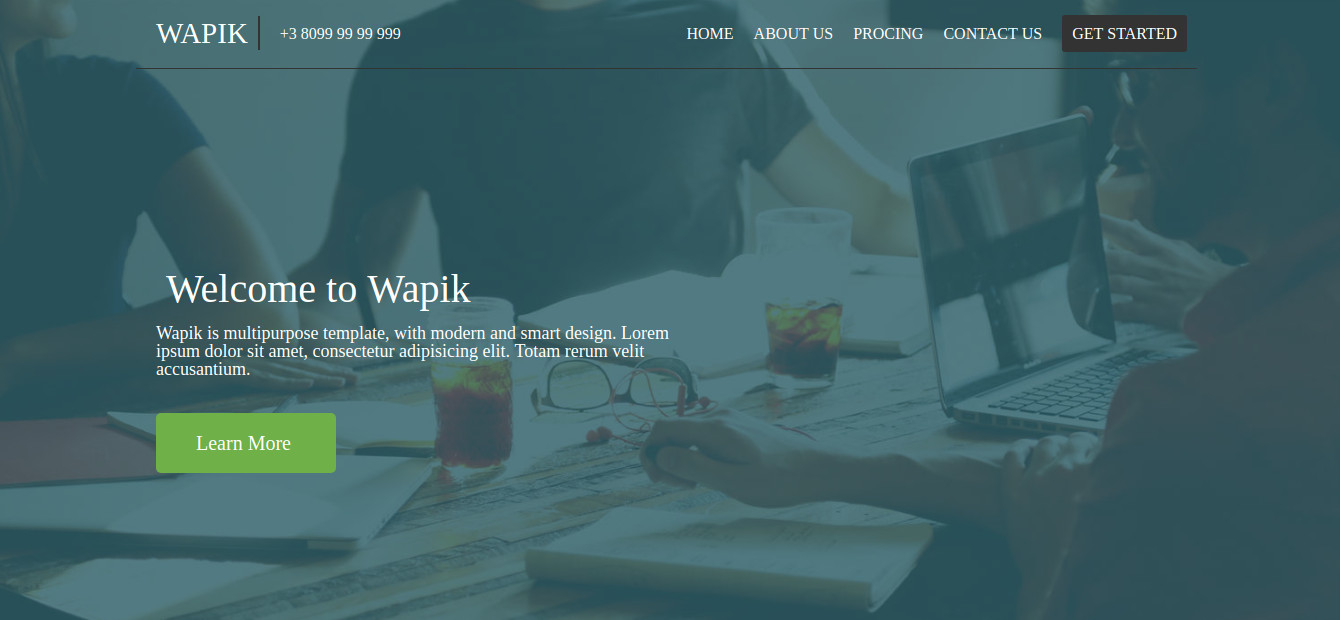 WAPIK
+3 8099 99 99 999
HOME
ABOUT US
PROCING
CONTACT US
GET STARTED
Welcome to Wapik
Wapik is multipurpose template, with modern and smart design. Lorem
ipsum dolor sit amet, consectetur adipisicing elit. Totam rerum velit
accusantium.
Learn More